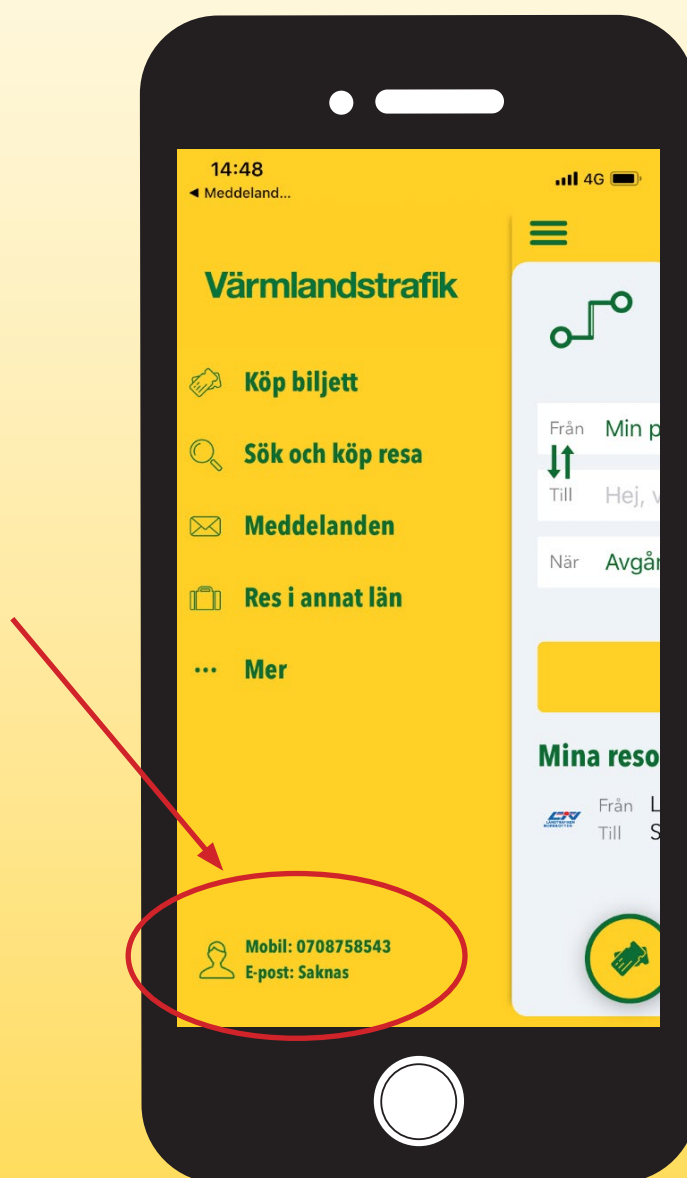 14:48
4G
◀ Meddeland...
Värmlandstrafik
Köp biljett
Sök och köp resa
Meddelanden
Res i annat län
... Mer
Mobil: 0708758543
E-post: Saknas
Från Min p
Till Hej, v
När Avgår
Mina reso
Från L
Till S